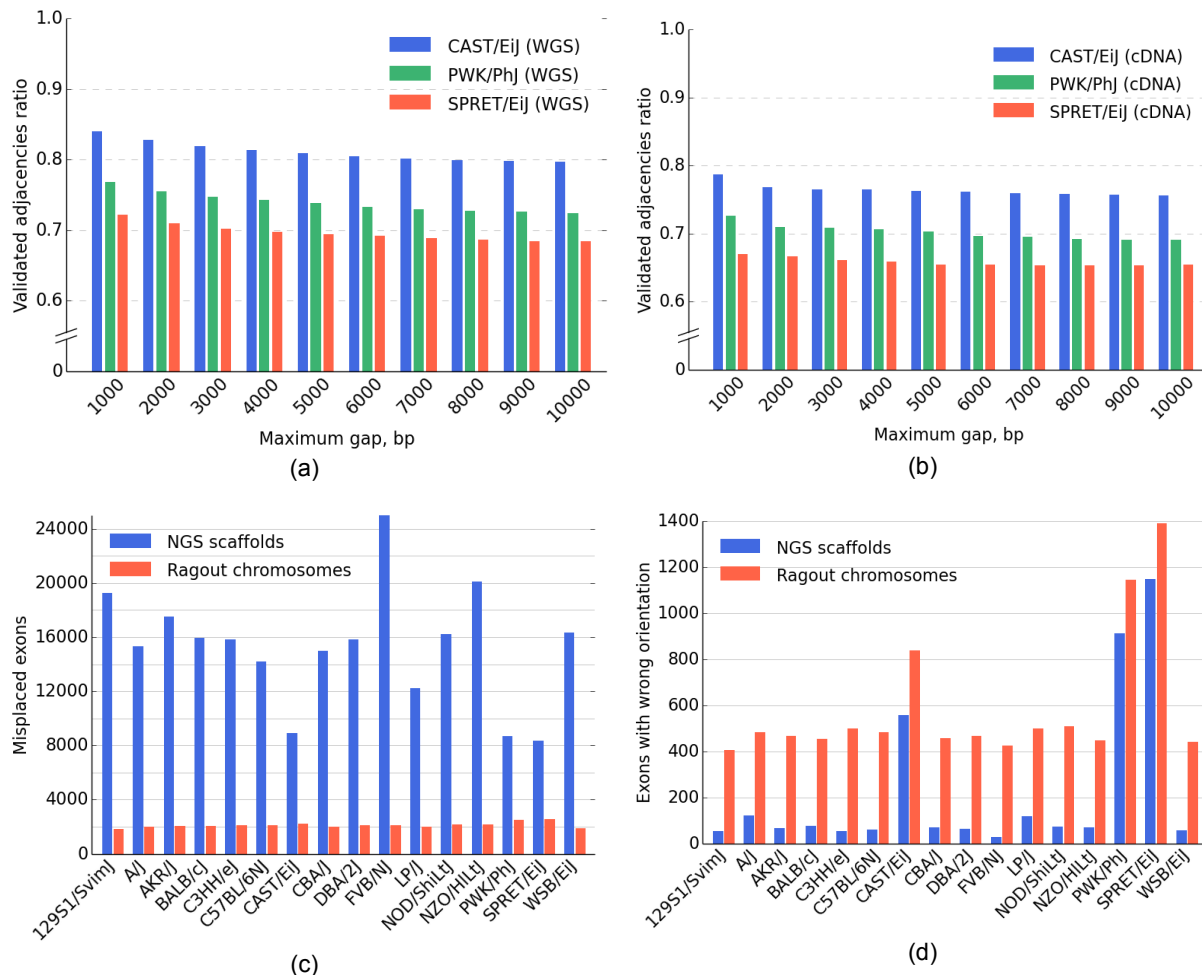 1.0
0.9
0.8
0.7
0.6
0
Validated adjacencies ratio
CAST/EiJ (WGS)
PWK/PhJ (WGS)
SPRET/EiJ (WGS)
1000 2000 3000 4000 5000 6000 7000 8000 9000 10000
Maximum gap, bp
(a)
1.0
0.9
0.8
0.7
0.6
0
Validated adjacencies ratio
CAST/EiJ (cDNA)
PWK/PhJ (cDNA)
SPRET/EiJ (cDNA)
1000 2000 3000 4000 5000 6000 7000 8000 9000 10000
Maximum gap, bp
(b)
24000
20000
16000
12000
8000
4000
0
Misplaced exons
NGS scaffolds
Ragout chromosomes
129S1/SvimJ A/J AKR/J BALB/cJ C3HH/eJ C57BL/6NJ CAST/EiJ CBA/J DBA/2J FVB/NJ LP/J NOD/ShiLtJ NZO/HILtJ PWK/PhJ SPRET/EiJ WSB/EiJ
(c)
1400
1200
1000
800
600
400
200
0
Exons with wrong orientation
NGS scaffolds
Ragout chromosomes
129S1/SvimJ A/J AKR/J BALB/cJ C3HH/eJ C57BL/6NJ CAST/EiJ CBA/J DBA/2J FVB/NJ LP/J NOD/ShiLtJ NZO/HILtJ PWK/PhJ SPRET/EiJ WSB/EiJ
(d)